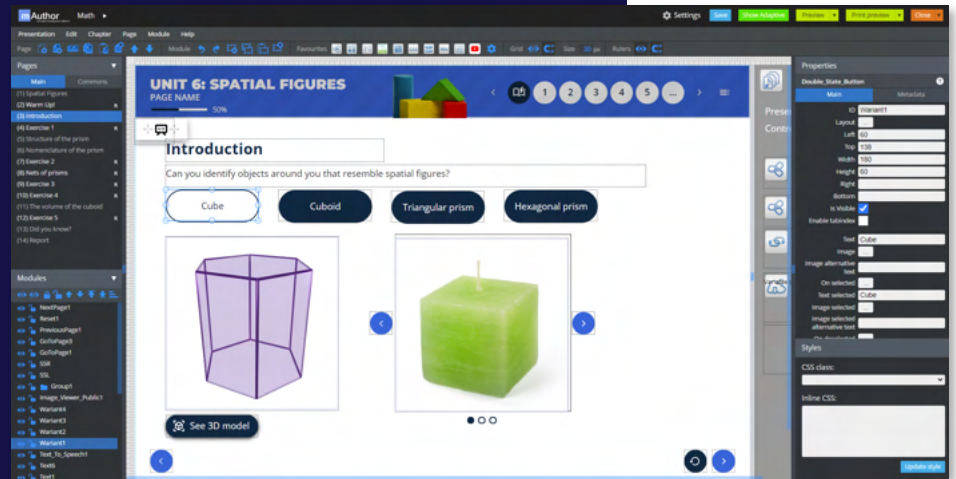 mAuthor Math
Settings Save Show Adaptive Preview Print preview Close
Presentation Edit Chapter Page Module Help
Page Module Favourites Grid Size 20 px Rulers
Pages
Main Commons
(1) Spatial Figures
(2) Warm Up! R
(3) Introduction
(4) Exercise 1 R
(5) Structure of the prism
(6) Nomenclature of the prism
(7) Exercise 2 R
(8) Nets of prisms R
(9) Exercise 3 R
(10) Exercise 4 R
(11) The volume of the cuboid
(12) Exercise 5 R
(13) Did you know?
(14) Report
Modules
NextPage1
Reset1
PreviousPage1
GoToPage3
GoToPage1
SSR
SSL
Group1
Image_Viewer_Public1
Wariant4
Wariant3
Wariant2
Wariant1
Text_To_Speech1
Text6
Text1
UNIT 6: SPATIAL FIGURES
PAGE NAME
50%
1 2 3 4 5 ...
Introduction
Can you identify objects around you that resemble spatial figures?
Cube Cuboid Triangular prism Hexagonal prism
See 3D model
Contr
Properties
Double_State_Button
Main Metadata
ID Wariant1
Layout ...
Left 60
Top 138
Width 180
Height 60
Right
Bottom
Is Visible
Enable tabindex
Text Cube
Image ...
Image alternative text
On selected ...
Text selected Cube
Image selected ...
Image selected alternative text
On deselected
Styles
CSS class:
Inline CSS:
Update style